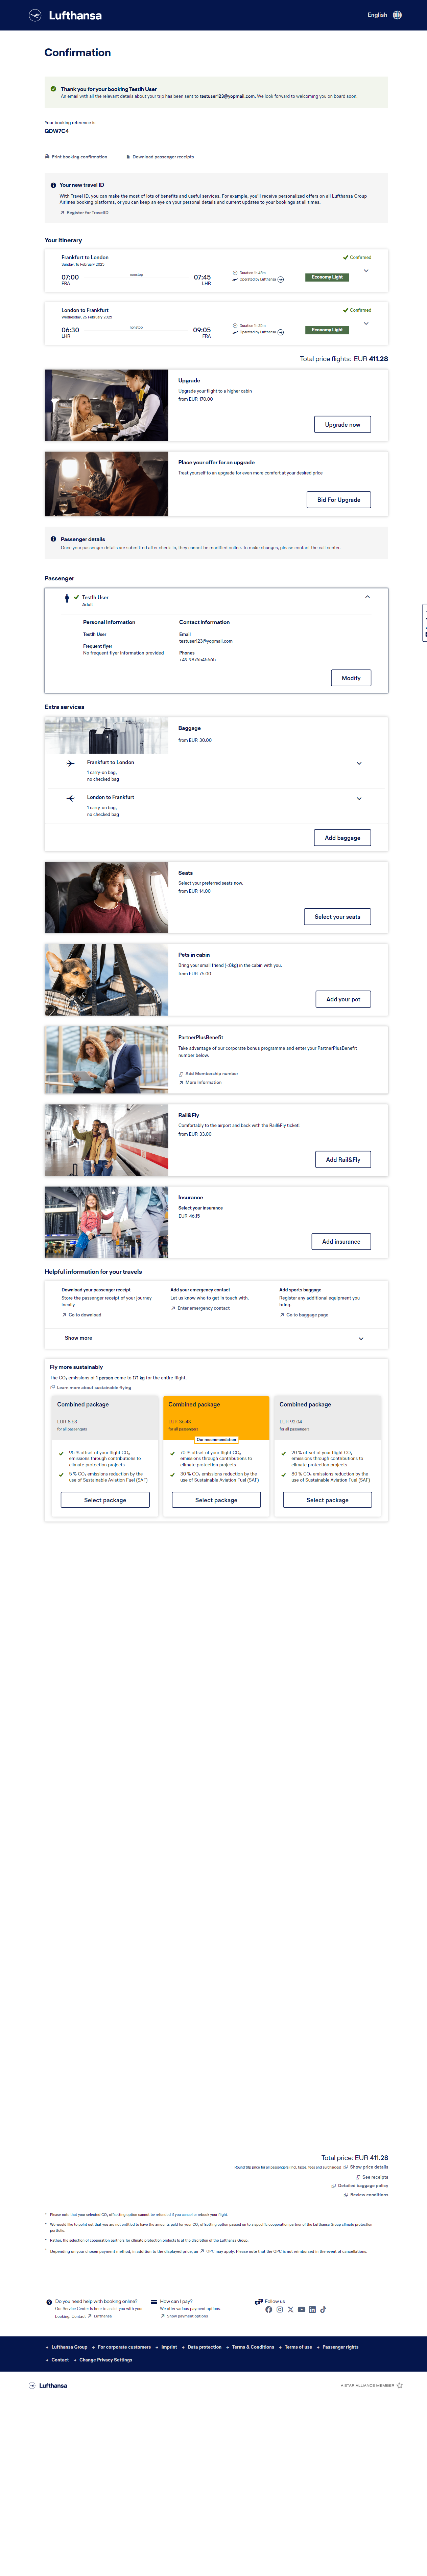 Lufthansa
English
Confirmation
Thank you for your booking Testlh User
An email with all the relevant details about your trip has been sent to testuser123@yopmail.com. We look forward to welcoming you on board soon.
Your booking reference is
QDW7C4
Print booking confirmation
Download passenger receipts
Your new travel ID
With Travel ID, you can make the most of lots of benefits and useful services. For example, you'll receive personalized offers on all Lufthansa Group
Airlines booking platforms, or you can keep an eye on your personal details and current updates to your bookings at all times.
Register for TravelID
Your Itinerary
Frankfurt to London
Confirmed
Sunday, 16 February 2025
07:00
nonstop
07:45
FRA
LHR
Duration 1h 45m
Operated by Lufthansa
Economy Light
London to Frankfurt
Confirmed
Wednesday, 26 February 2025
06:30
nonstop
09:05
LHR
FRA
Duration 1h 35m
Operated by Lufthansa
Economy Light
Total price flights: EUR 411.28
Upgrade
Upgrade your flight to a higher cabin
from EUR 170.00
Upgrade now
Place your offer for an upgrade
Treat yourself to an upgrade for even more comfort at your desired price
Bid For Upgrade
Passenger details
Once your passenger details are submitted after check-in, they cannot be modified online. To make changes, please contact the call center.
Passenger
Testlh User
Adult
Personal Information
Contact information
Testlh User
Email
testuser123@yopmail.com
Frequent flyer
No frequent flyer information provided
Phones
+49 9876545665
Modify
Extra services
Baggage
from EUR 30.00
Frankfurt to London
1 carry-on bag,
no checked bag
London to Frankfurt
1 carry-on bag,
no checked bag
Add baggage
Seats
Select your preferred seats now.
from EUR 14.00
Select your seats
Pets in cabin
Bring your small friend (<8kg) in the cabin with you.
from EUR 75.00
Add your pet
PartnerPlusBenefit
Take advantage of our corporate bonus programme and enter your PartnerPlusBenefit
number below.
Add Membership number
More information
Rail&Fly
Comfortably to the airport and back with the Rail&Fly ticket!
from EUR 33.00
Add Rail&Fly
Insurance
Select your insurance
EUR 46.15
Add insurance
Helpful information for your travels
Download your passenger receipt
Store the passenger receipt of your journey
locally
Go to download
Add your emergency contact
Let us know who to get in touch with.
Enter emergency contact
Add sports baggage
Register any additional equipment you
bring.
Go to baggage page
Show more
Fly more sustainably
The CO₂ emissions of 1 person come to 171 kg for the entire flight.
Learn more about sustainable flying
Combined package
EUR 8.63
for all passengers
95 % offset of your flight CO₂
emissions through contributions to
climate protection projects
5 % CO₂ emissions reduction by the
use of Sustainable Aviation Fuel (SAF)
Select package
Combined package
EUR 36.43
for all passengers
Our recommendation
70 % offset of your flight CO₂
emissions through contributions to
climate protection projects
30 % CO₂ emissions reduction by the
use of Sustainable Aviation Fuel (SAF)
Select package
Combined package
EUR 92.04
for all passengers
20 % offset of your flight CO₂
emissions through contributions to
climate protection projects
80 % CO₂ emissions reduction by the
use of Sustainable Aviation Fuel (SAF)
Select package
Total price: EUR 411.28
Round trip price for all passengers (incl. taxes, fees and surcharges)
Show price details
See receipts
Detailed baggage policy
Review conditions
Please note that your selected CO₂ offsetting option cannot be refunded if you cancel or rebook your flight.
We would like to point out that you are not entitled to have the amounts paid for your CO₂ offsetting option passed on to a specific cooperation partner of the Lufthansa Group climate protection
portfolio.
Rather, the selection of cooperation partners for climate protection projects is at the discretion of the Lufthansa Group.
Depending on your chosen payment method, in addition to the displayed price, an OPC may apply. Please note that the OPC is not reimbursed in the event of cancellations.
Do you need help with booking online?
Our Service Center is here to assist you with your
booking. Contact Lufthansa
How can I pay?
We offer various payment options.
Show payment options
Follow us
Lufthansa Group
For corporate customers
Imprint
Data protection
Terms & Conditions
Terms of use
Passenger rights
Contact
Change Privacy Settings
Lufthansa
A STAR ALLIANCE MEMBER